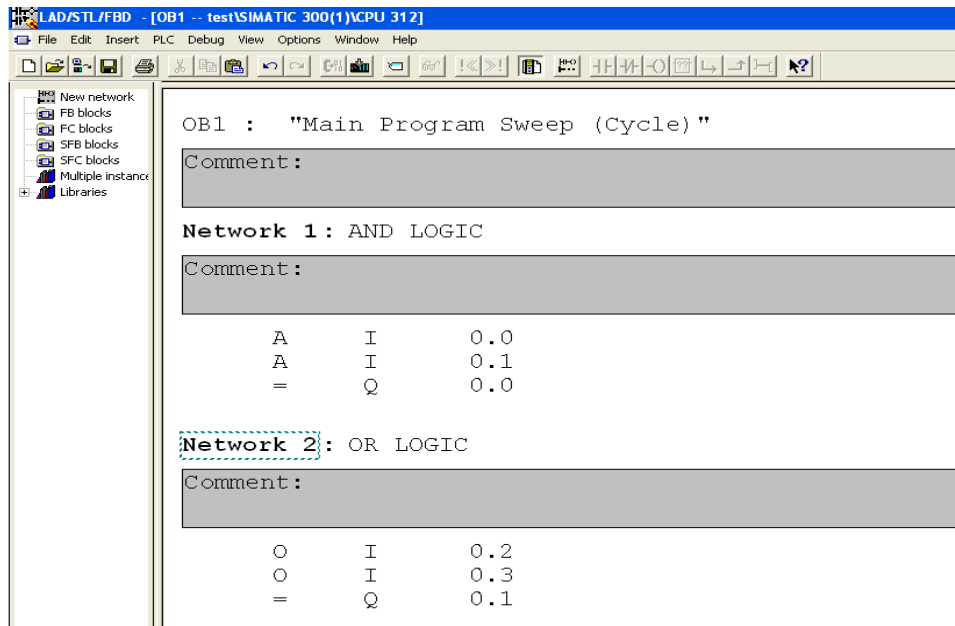 LAD/STL/FBD - [OB1 -- test\SIMATIC 300(1)\CPU 312]
File Edit Insert PLC Debug View Options Window Help
New network
FB blocks
FC blocks
SFB blocks
SFC blocks
Multiple instance
Libraries
OB1 : "Main Program Sweep (Cycle)"
Comment:
Network 1: AND LOGIC
Comment:
A I 0.0
A I 0.1
= Q 0.0
Network 2: OR LOGIC
Comment:
O I 0.2
O I 0.3
= Q 0.1